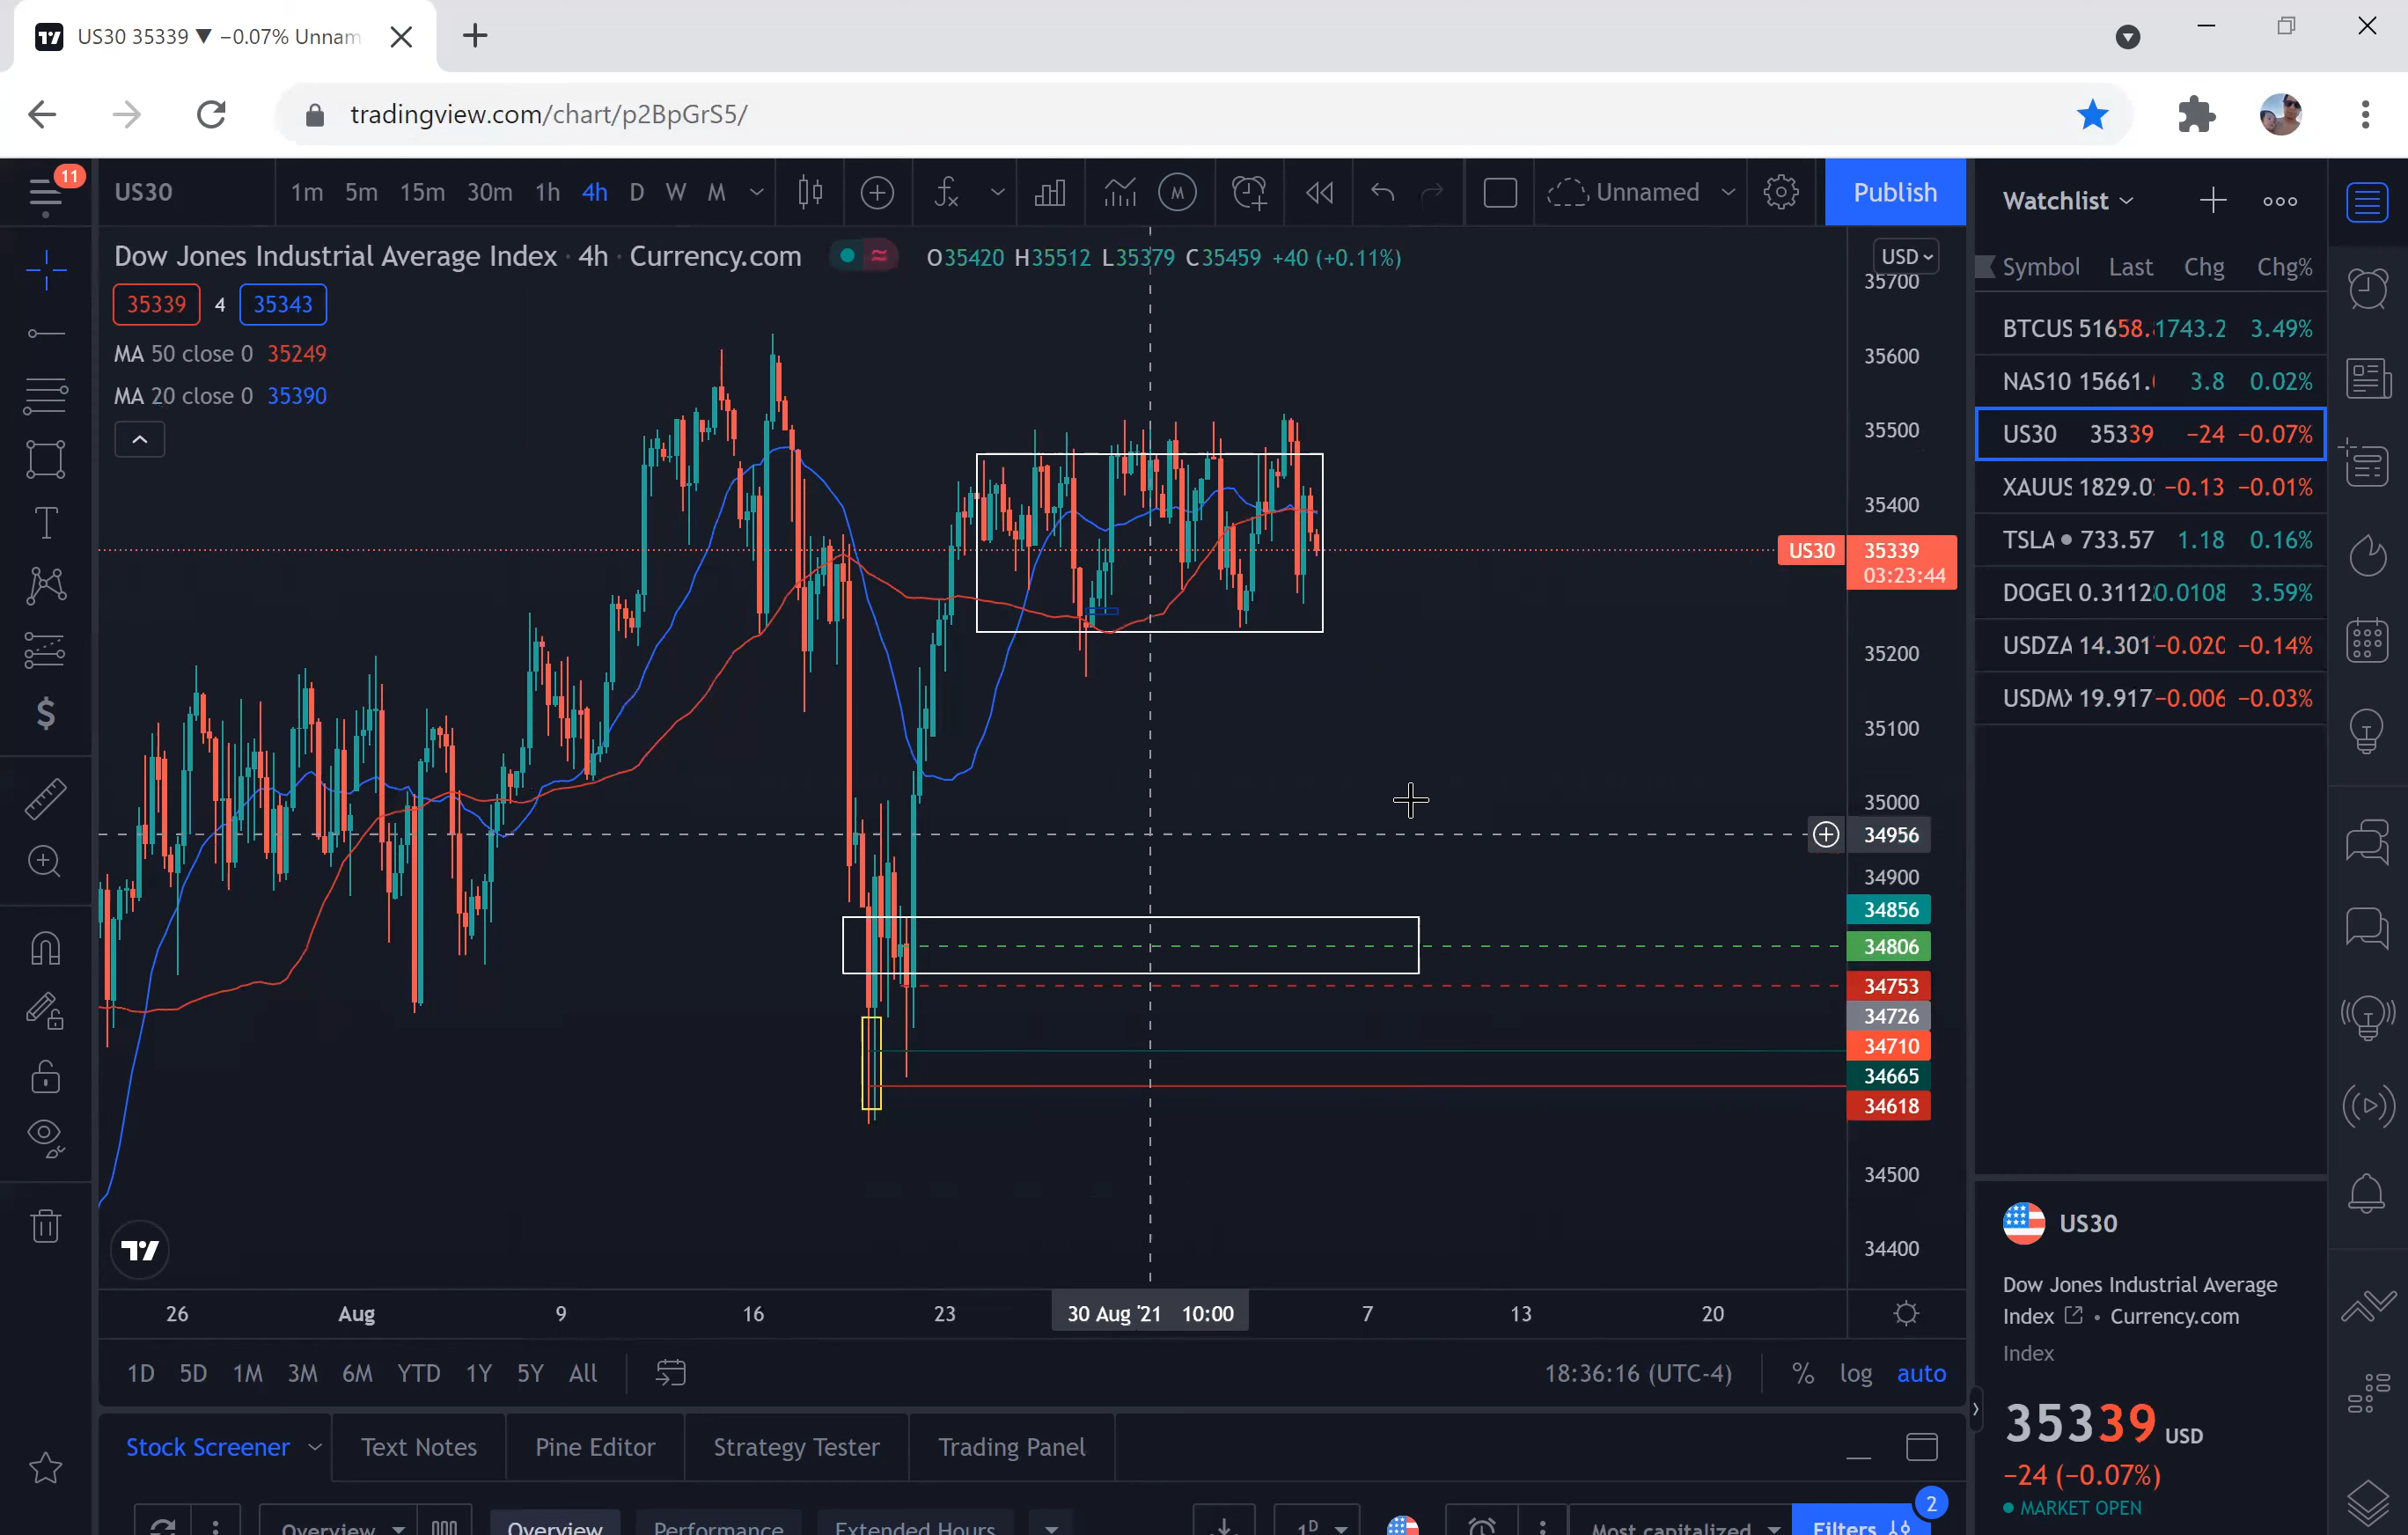 US30 35339 ▼ −0.07% Unnam
tradingview.com/chart/p2BpGrS5/
11
US30 1m 5m 15m 30m 1h 4h D W M Unnamed Publish
Dow Jones Industrial Average Index · 4h · Currency.com O35420 H35512 L35379 C35459 +40 (+0.11%)
35339 4 35343
MA 50 close 0 35249
MA 20 close 0 35390
USD
35700
35600
35500
35400
US30 35339
03:23:44
35200
35100
35000
34956
34900
34856
34806
34753
34726
34710
34665
34618
34500
34400
26 Aug 9 16 23 30 Aug '21 10:00 7 13 20
1D 5D 1M 3M 6M YTD 1Y 5Y All 18:36:16 (UTC-4) % log auto
Stock Screener Text Notes Pine Editor Strategy Tester Trading Panel
Overview Overview Performance Extended Hours 1D Most capitalized Filters 2
Watchlist
Symbol Last Chg Chg%
BTCUS 51658. 1743.2 3.49%
NAS10 15661. 3.8 0.02%
US30 35339 −24 −0.07%
XAUUS 1829.0 −0.13 −0.01%
TSLA 733.57 1.18 0.16%
DOGEU 0.3112 0.0108 3.59%
USDZA 14.301 −0.020 −0.14%
USDMX 19.917 −0.006 −0.03%
US30
Dow Jones Industrial Average
Index • Currency.com
Index
35339 USD
−24 (−0.07%)
MARKET OPEN